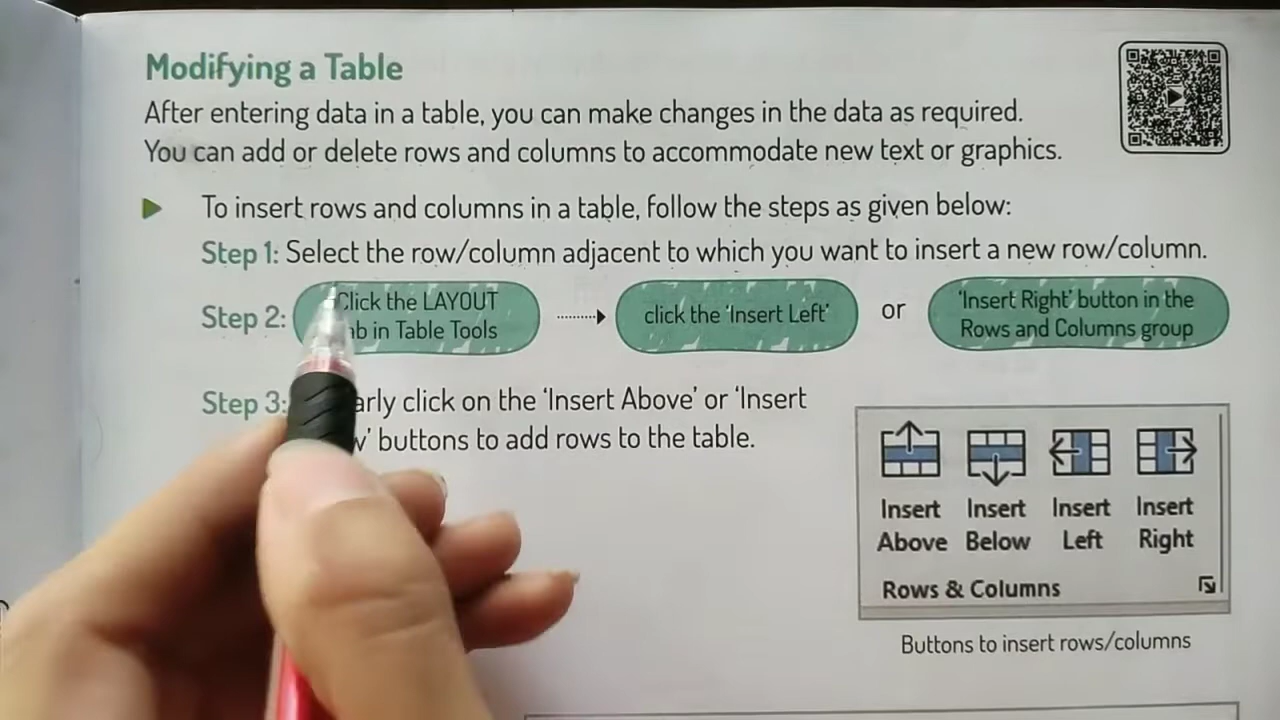 Modifying a Table
After entering data in a table, you can make changes in the data as required.
You can add or delete rows and columns to accommodate new text or graphics.
To insert rows and columns in a table, follow the steps as given below:
Step 1: Select the row/column adjacent to which you want to insert a new row/column.
Step 2:
Click the LAYOUT
in Table Tools
click the ‘Insert Left’
or
‘Insert Right’ button in the
Rows and Columns group
Step 3: click on the ‘Insert Above’ or ‘Insert
buttons to add rows to the table.
Insert Above
Insert Below
Insert Left
Insert Right
Rows & Columns
Buttons to insert rows/columns